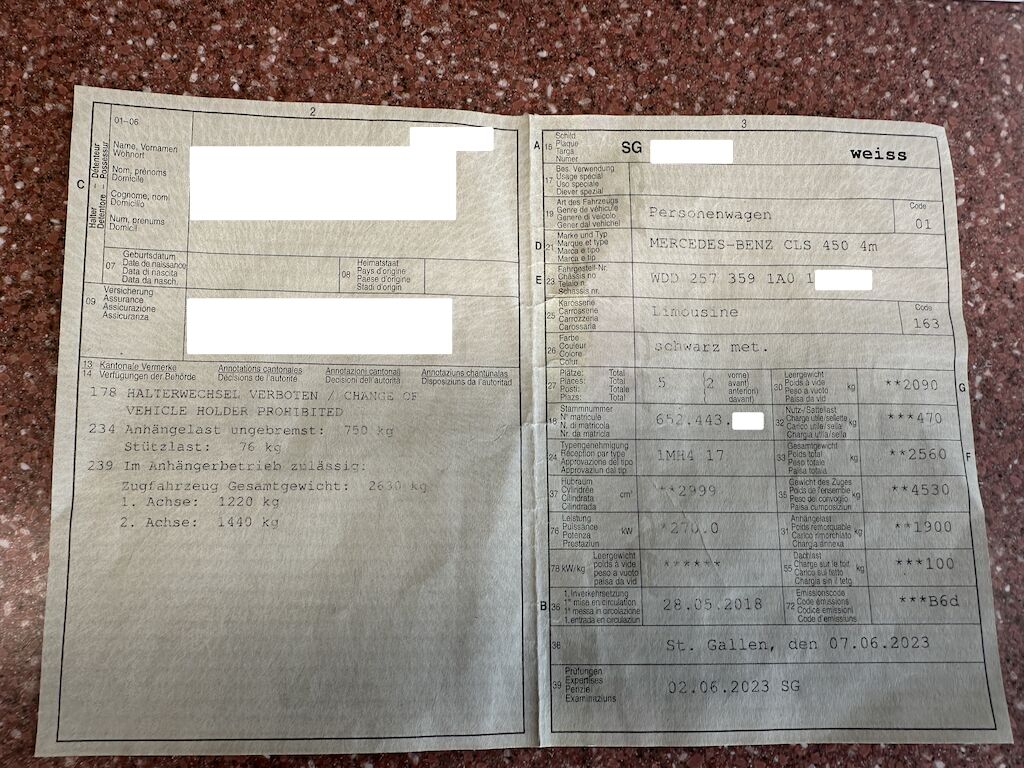 2
01–06
Name, Vornamen
Wohnort
Nom, prénoms
Domicile
Cognome, nomi
Domicilio
Num, prenums
Domicil
C
Halter – Détenteur
Detentore – Possessur
07
Geburtsdatum
Date de naissance
Data di nascita
Data da nasch.
08
Heimatstaat
Pays d'origine
Paese d'origine
Stadi d'origin
09
Versicherung
Assurance
Assicurazione
Assicuranza
13 Kantonale Vermerke Annotations cantonales Annotazioni cantonali Annotaziuns chantunalas
14 Verfügungen der Behörde Décisions de l'autorité Decisioni dell'autorità Disposiziuns da l'autoritad
178 HALTERWECHSEL VERBOTEN / CHANGE OF
VEHICLE HOLDER PROHIBITED
234 Anhängelast ungebremst: 750 kg
Stützlast: 76 kg
239 Im Anhängerbetrieb zulässig:
Zugfahrzeug Gesamtgewicht: 2630 kg
1. Achse: 1220 kg
2. Achse: 1440 kg
3
A 15
Schild
Plaque
Targa
Numer
SG weiss
17
Bes. Verwendung
Usage spécial
Uso speciale
Diever spezial
19
Art des Fahrzeugs
Genre de véhicule
Genere di veicolo
Gener dal vehichel
Personenwagen
Code
01
D 21
Marke und Typ
Marque et type
Marca e tipo
Marca e tip
MERCEDES-BENZ CLS 450 4m
E 23
Fahrgestell-Nr.
Châssis no
Telaio n.
Schassis nr.
WDD 257 359 1A0 1
25
Karosserie
Carrosserie
Carrozzeria
Carossaria
Limousine
Code
163
26
Farbe
Couleur
Colore
Colur
schwarz met.
27
Plätze: Total
Places: Total
Posti: Totale
Plazs: Total
5 (2
vorne)
avant)
anteriori)
davant)
30
Leergewicht
Poids à vide
Peso a vuoto
Paisa da vid
kg
**2090
G
18
Stammnummer
N° matricule
N. di matricola
Nr. da matricla
652.443.
32
Nutz-/Sattellast
Charge utile/sellette
Carico utile/sella
Chargia utila/sella
kg
***470
24
Typengenehmigung
Réception par type
Approvazione del tipo
Approvaziun dal tip
1MH4 17
33
Gesamtgewicht
Poids total
Peso totale
Paisa totala
kg
**2560
F
37
Hubraum
Cylindrée
Cilindrata
Cilindrada
cm³
**2999
35
Gewicht des Zuges
Poids de l'ensemble
Peso del convoglio
Paisa cumposiziun
kg
**4530
76
Leistung
Puissance
Potenza
Prestaziun
kW
*270.0
31
Anhängelast
Poids remorquable
Carico rimorchiato
Chargia annexa
kg
**1900
78 kW/kg
Leergewicht
poids à vide
peso a vuoto
paisa da vid
******
55
Dachlast
Charge sur le toit
Carico sul tetto
Chargia sin il tetg
kg
***100
B 36
1. Inverkehrsetzung
1re mise en circulation
1a messa in circolazione
1. entrada en circulaziun
28.05.2018
72
Emissionscode
Code émissions
Codice emissioni
Code d'emissiuns
***B6d
38
St. Gallen, den 07.06.2023
39
Prüfungen
Expertises
Perizie
Examinaziuns
02.06.2023 SG